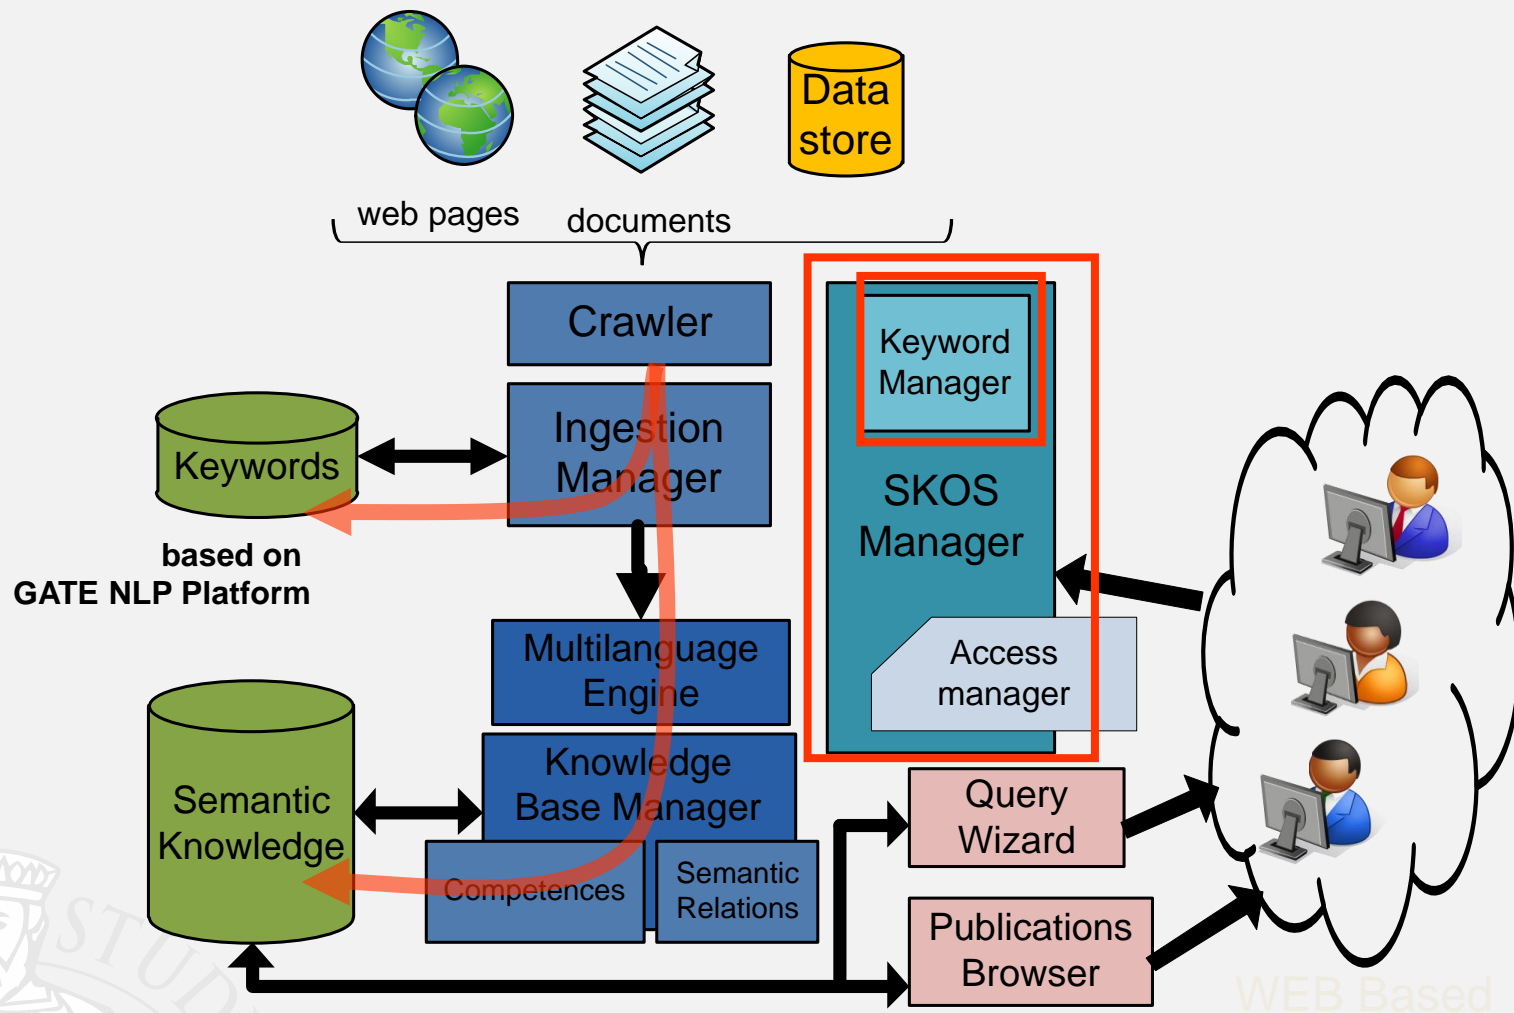 Data
store
web pages
documents
Crawler
Keyword
Manager
Ingestion
Manager
Keywords
SKOS
Manager
based on
GATE NLP Platform
Multilanguage
Engine
Access
manager
Knowledge
Base Manager
Semantic
Knowledge
Query
Wizard
Competences
Semantic
Relations
Publications
Browser
WEB Based
STUD